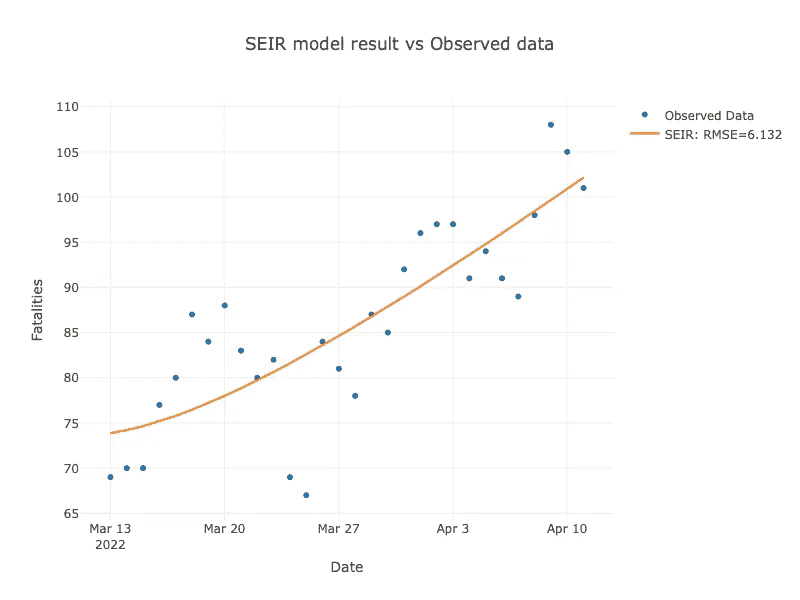 SEIR model result vs Observed data
110
105
100
95
90
85
80
75
70
65
Fatalities
Mar 13
2022
Mar 20
Mar 27
Apr 3
Apr 10
Date
Observed Data
SEIR: RMSE=6.132